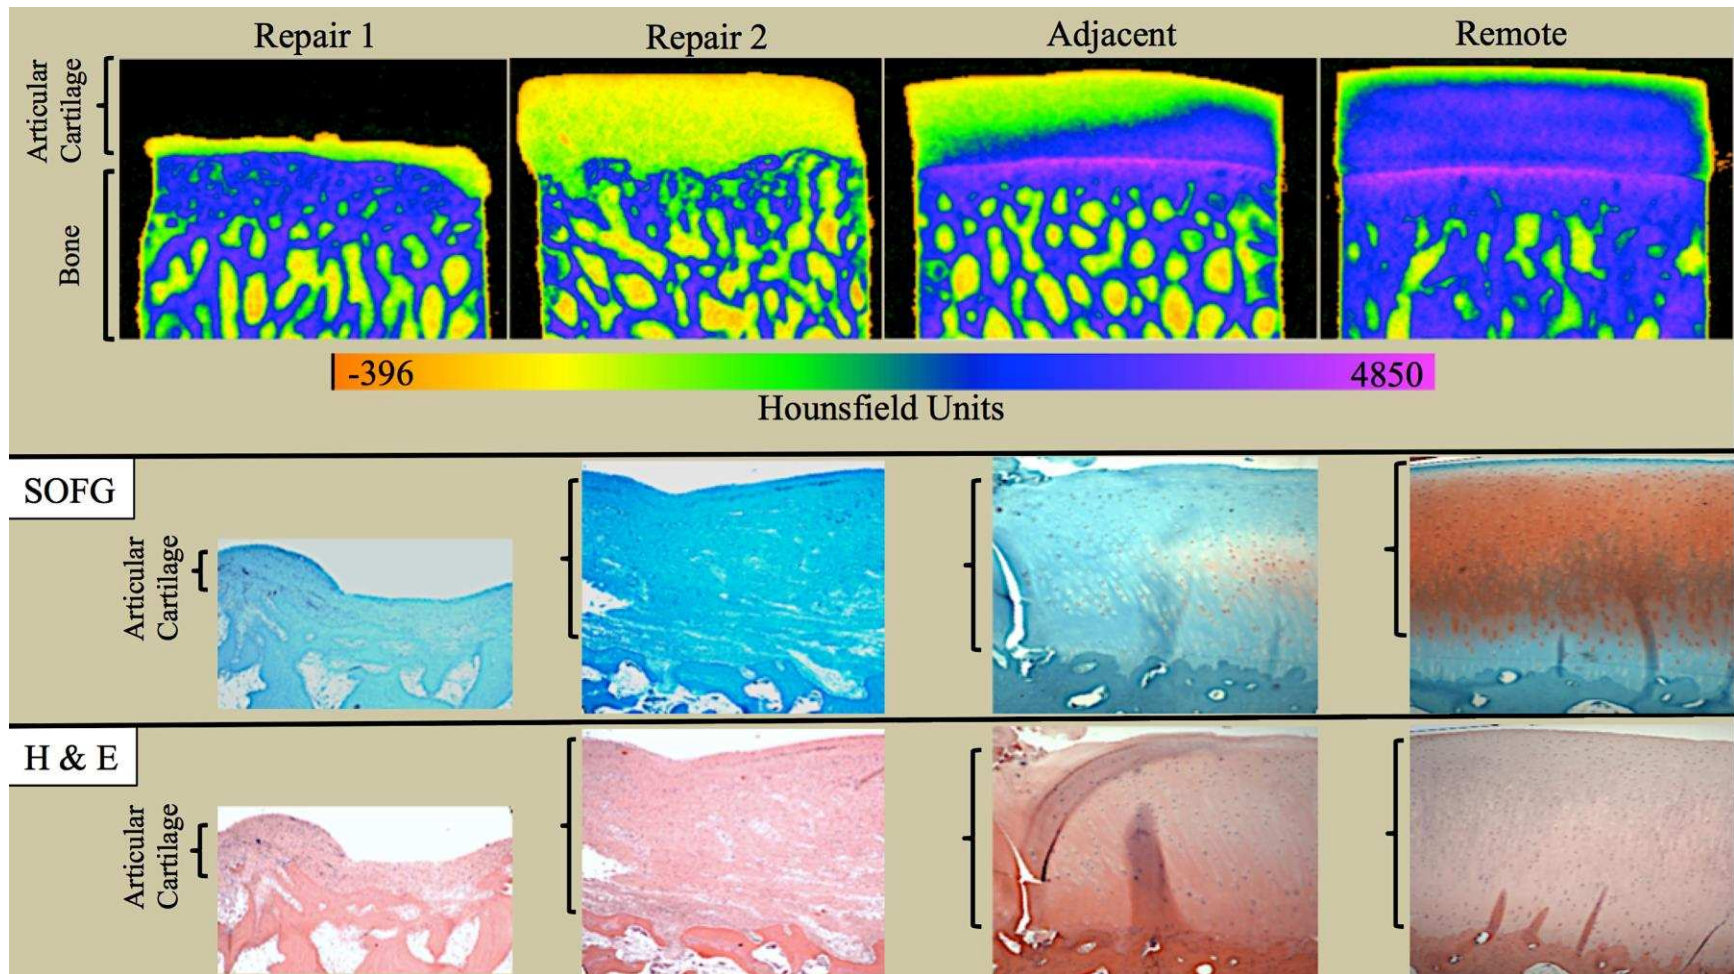 Repair 1
Repair 2
Adjacent
Remote
Articular
Cartilage
Bone
-396
4850
Hounsfield Units
SOFG
Articular
Cartilage
H & E
Articular
Cartilage